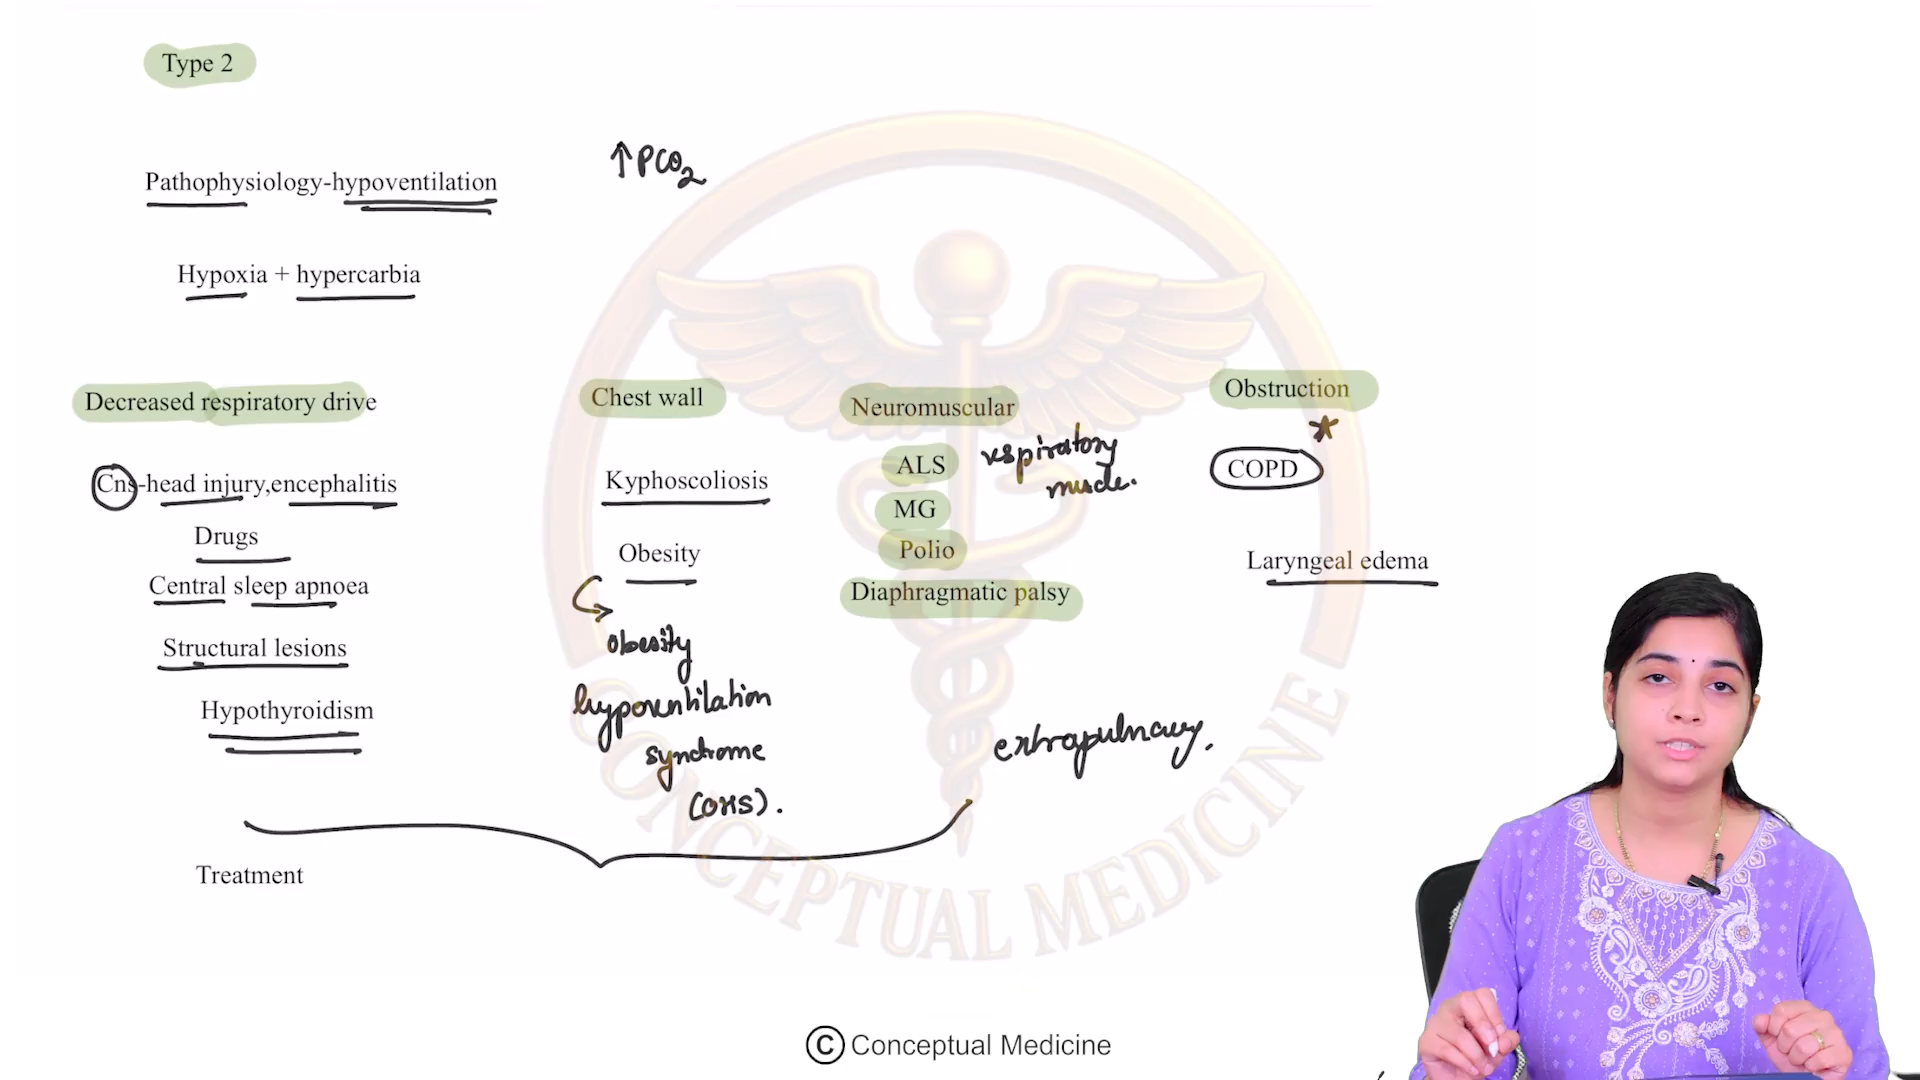 Type 2
↑PCO2
Pathophysiology-hypoventilation
Hypoxia + hypercarbia
Decreased respiratory drive
Cns-head injury,encephalitis
Drugs
Central sleep apnoea
Structural lesions
Hypothyroidism
Chest wall
Kyphoscoliosis
Obesity
obesity
hypoventilation
syndrome
(OHS).
Neuromuscular
ALS
MG
Polio
Diaphragmatic palsy
respiratory
muscle.
Obstruction
COPD
Laryngeal edema
extrapulmonary.
Treatment
CONCEPTUAL MEDICINE
© Conceptual Medicine